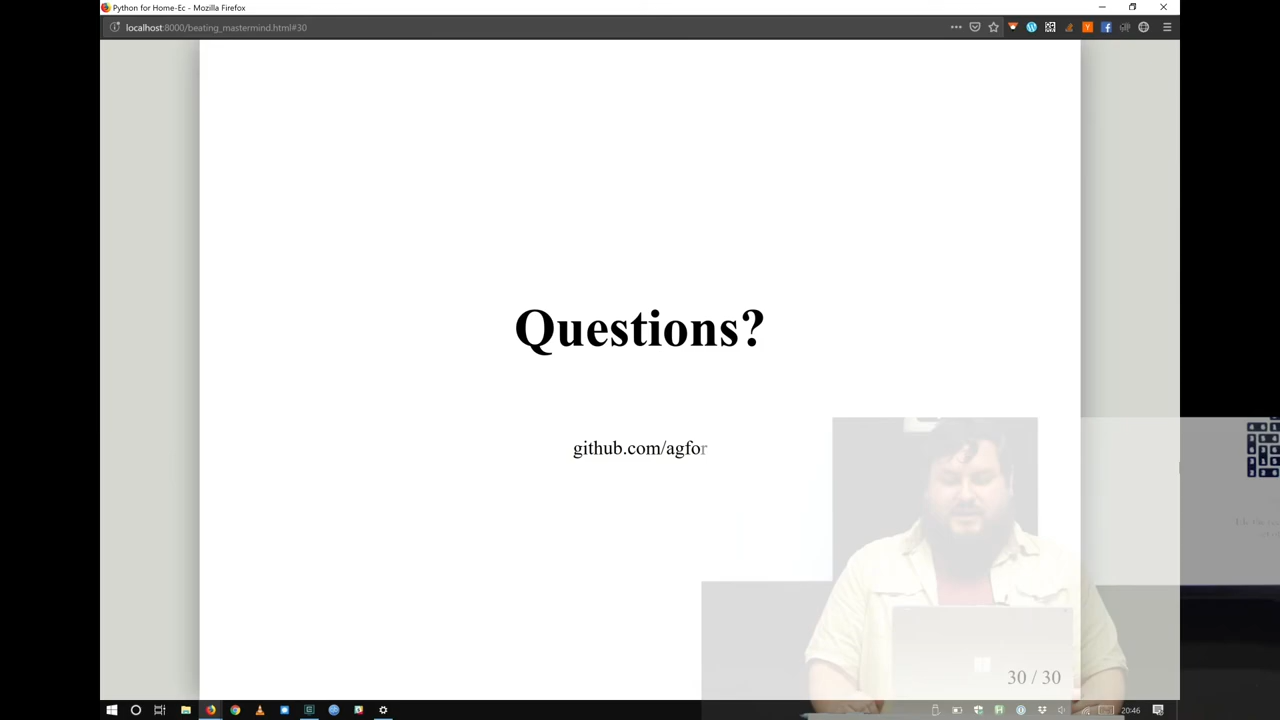 Python for Home-Ec - Mozilla Firefox
localhost:8000/beating_mastermind.html#30
Questions?
github.com/agfor
30 / 30
20:46